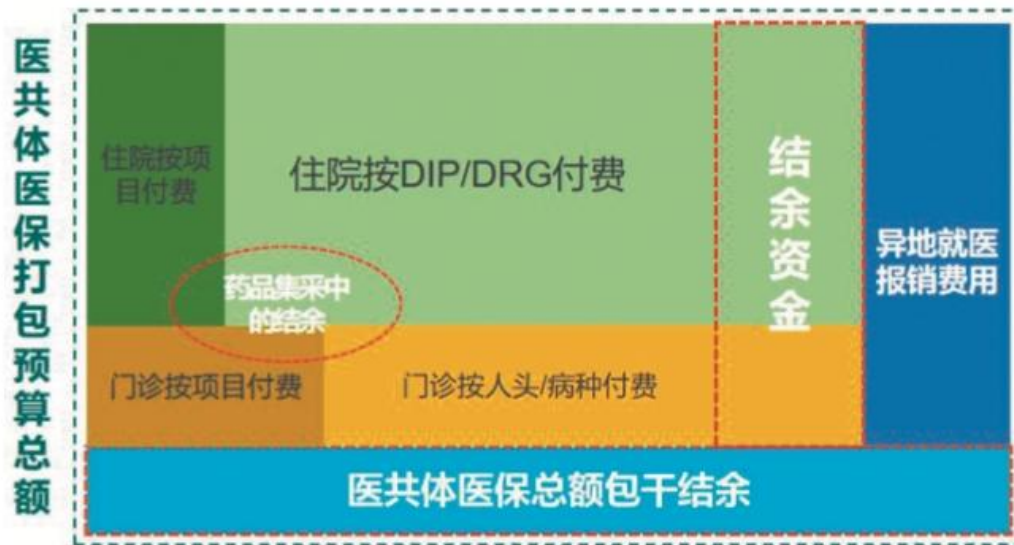 医共体医保打包预算总额
住院按项
目付费
住院按DIP/DRG付费
结余资金
异地就医
报销费用
药品集采中
的结余
门诊按项目付费
门诊按人头/病种付费
医共体医保总额包干结余